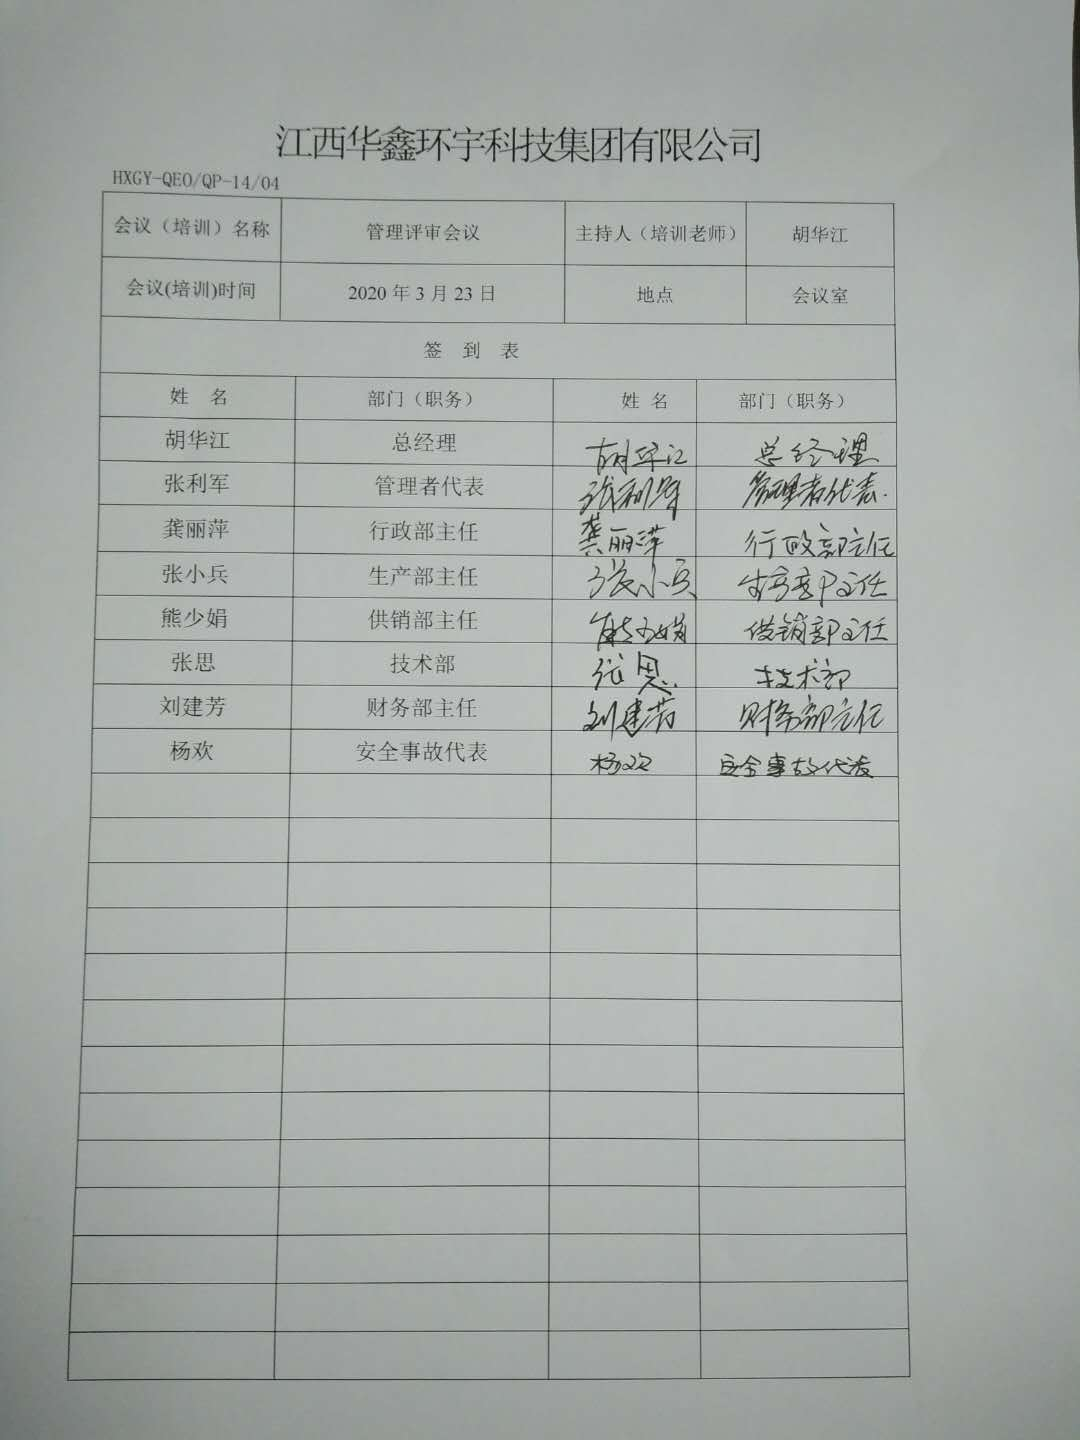 江西华鑫环宇科技集团有限公司
HXGY-QEO/QP-14/04
会议（培训）名称 管理评审会议 主持人（培训老师） 胡华江
会议(培训)时间 2020年3月23日 地点 会议室
签 到 表
姓 名 部门（职务） 姓 名 部门（职务）
胡华江 总经理 胡华江 总经理
张利军 管理者代表 张利军 管理者代表
龚丽萍 行政部主任 龚丽萍 行政部主任
张小兵 生产部主任 张小兵 生产部主任
熊少娟 供销部主任 熊少娟 供销部主任
张思 技术部 张思 技术部
刘建芳 财务部主任 刘建芳 财务部主任
杨欢 安全事故代表 杨欢 安全事故代表